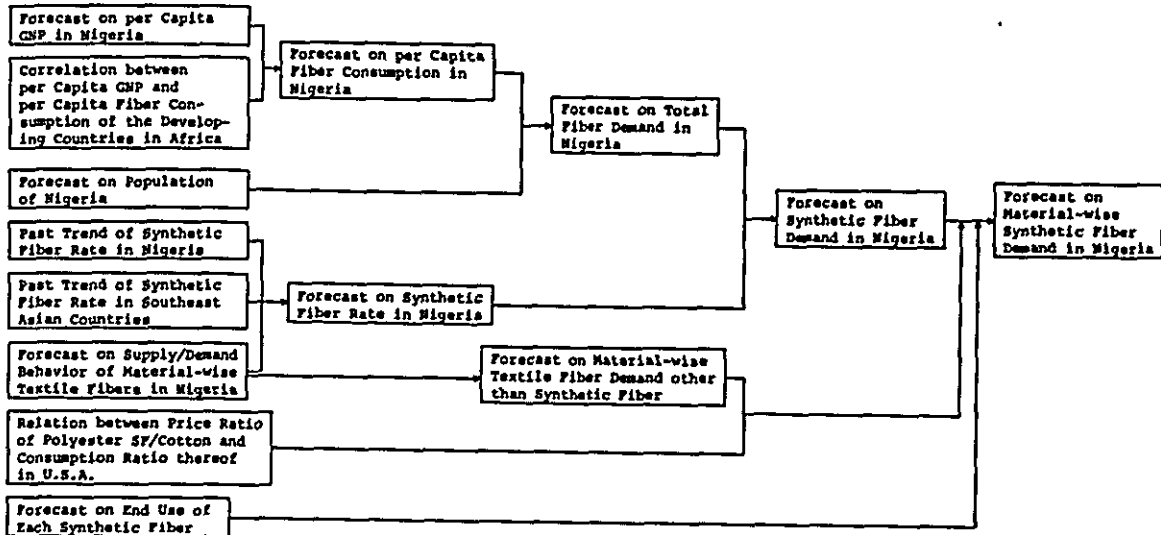 Forecast on per Capita
GNP in Nigeria
Correlation between
per Capita GNP and
per Capita Fiber Con-
sumption of the Develop-
ing Countries in Africa
Forecast on per Capita
Fiber Consumption in
Nigeria
Forecast on Population
of Nigeria
Forecast on Total
Fiber Demand in
Nigeria
Past Trend of Synthetic
Fiber Rate in Nigeria
Past Trend of Synthetic
Fiber Rate in Southeast
Asian Countries
Forecast on Synthetic
Fiber Rate in Nigeria
Forecast on
Synthetic Fiber
Demand in Nigeria
Forecast on
Material-wise
Synthetic Fiber
Demand in Nigeria
Forecast on Supply/Demand
Behavior of Material-wise
Textile Fibers in Nigeria
Forecast on Material-wise
Textile Fiber Demand other
than Synthetic Fiber
Relation between Price Ratio
of Polyester SF/Cotton and
Consumption Ratio thereof
in U.S.A.
Forecast on End Use of
Each Synthetic Fiber